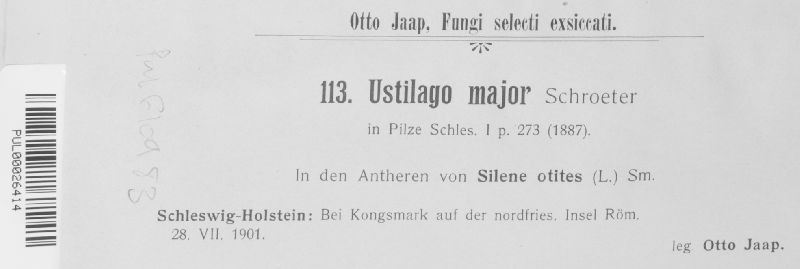 Otto Jaap, Fungi selecti exsiccati.
113. Ustilago major Schroeter
in Pilze Schles. I p. 273 (1887).
In den Antheren von Silene otites (L.) Sm.
Schleswig-Holstein: Bei Kongsmark auf der nordfries. Insel Röm.
28. VII. 1901.
leg Otto Jaap.
PUL00026414